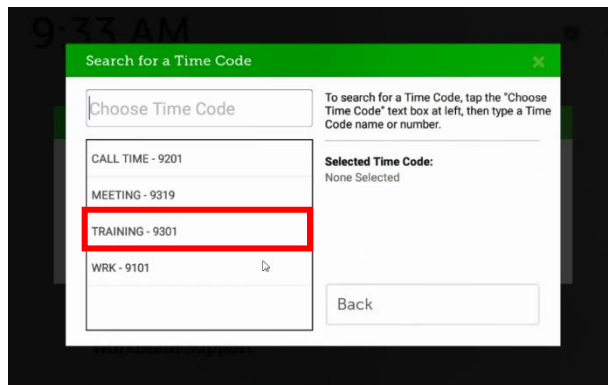 9:33 AM
Search for a Time Code
Choose Time Code
To search for a Time Code, tap the "Choose
Time Code" text box at left, then type a Time
Code name or number.
CALL TIME - 9201
MEETING - 9319
TRAINING - 9301
WRK - 9101
Selected Time Code:
None Selected
Back